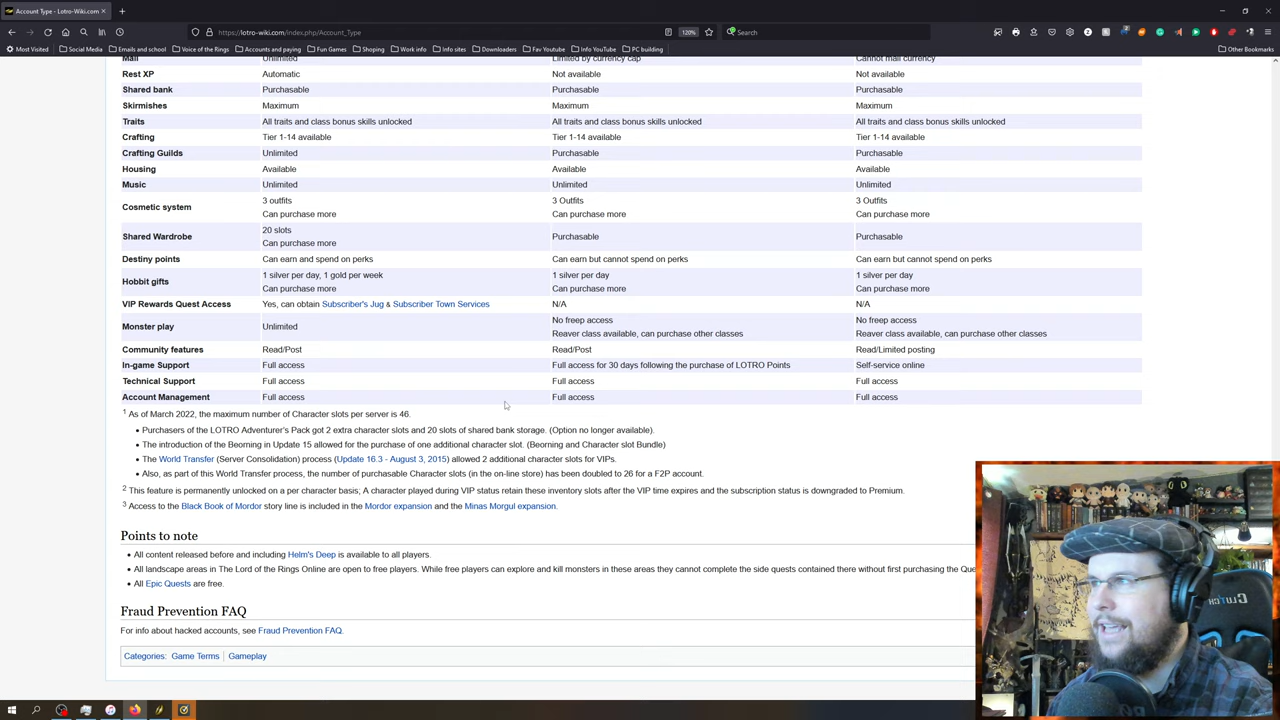 Account Type - Lotro-Wiki.com
https://lotro-wiki.com/index.php/Account_Type
120%
Search
Most Visited Social Media Emails and school Voice of the Rings Accounts and paying Fun Games Shoping Work info Info sites Downloaders Fav Youtube Info YouTube PC building Other Bookmarks
Mail Unlimited Limited by currency cap Cannot mail currency
Rest XP Automatic Not available Not available
Shared bank Purchasable Purchasable Purchasable
Skirmishes Maximum Maximum Maximum
Traits All traits and class bonus skills unlocked All traits and class bonus skills unlocked All traits and class bonus skills unlocked
Crafting Tier 1-14 available Tier 1-14 available Tier 1-14 available
Crafting Guilds Unlimited Purchasable Purchasable
Housing Available Available Available
Music Unlimited Unlimited Unlimited
Cosmetic system 3 outfits 3 Outfits 3 Outfits
Can purchase more Can purchase more Can purchase more
Shared Wardrobe 20 slots Purchasable Purchasable
Can purchase more
Destiny points Can earn and spend on perks Can earn but cannot spend on perks Can earn but cannot spend on perks
Hobbit gifts 1 silver per day, 1 gold per week 1 silver per day 1 silver per day
Can purchase more Can purchase more Can purchase more
VIP Rewards Quest Access Yes, can obtain Subscriber's Jug & Subscriber Town Services N/A N/A
Monster play Unlimited No freep access No freep access
Reaver class available, can purchase other classes Reaver class available, can purchase other classes
Community features Read/Post Read/Post Read/Limited posting
In-game Support Full access Full access for 30 days following the purchase of LOTRO Points Self-service online
Technical Support Full access Full access Full access
Account Management Full access Full access Full access
1 As of March 2022, the maximum number of Character slots per server is 46.
• Purchasers of the LOTRO Adventurer's Pack got 2 extra character slots and 20 slots of shared bank storage. (Option no longer available).
• The introduction of the Beorning in Update 15 allowed for the purchase of one additional character slot. (Beorning and Character slot Bundle)
• The World Transfer (Server Consolidation) process (Update 16.3 - August 3, 2015) allowed 2 additional character slots for VIPs.
• Also, as part of this World Transfer process, the number of purchasable Character slots (in the on-line store) has been doubled to 26 for a F2P account.
2 This feature is permanently unlocked on a per character basis; A character played during VIP status retain these inventory slots after the VIP time expires and the subscription status is downgraded to Premium.
3 Access to the Black Book of Mordor story line is included in the Mordor expansion and the Minas Morgul expansion.
Points to note
• All content released before and including Helm's Deep is available to all players.
• All landscape areas in The Lord of the Rings Online are open to free players. While free players can explore and kill monsters in these areas they cannot complete the side quests contained there without first purchasing the Que
• All Epic Quests are free.
Fraud Prevention FAQ
For info about hacked accounts, see Fraud Prevention FAQ.
Categories: Game Terms Gameplay
CLUTCH